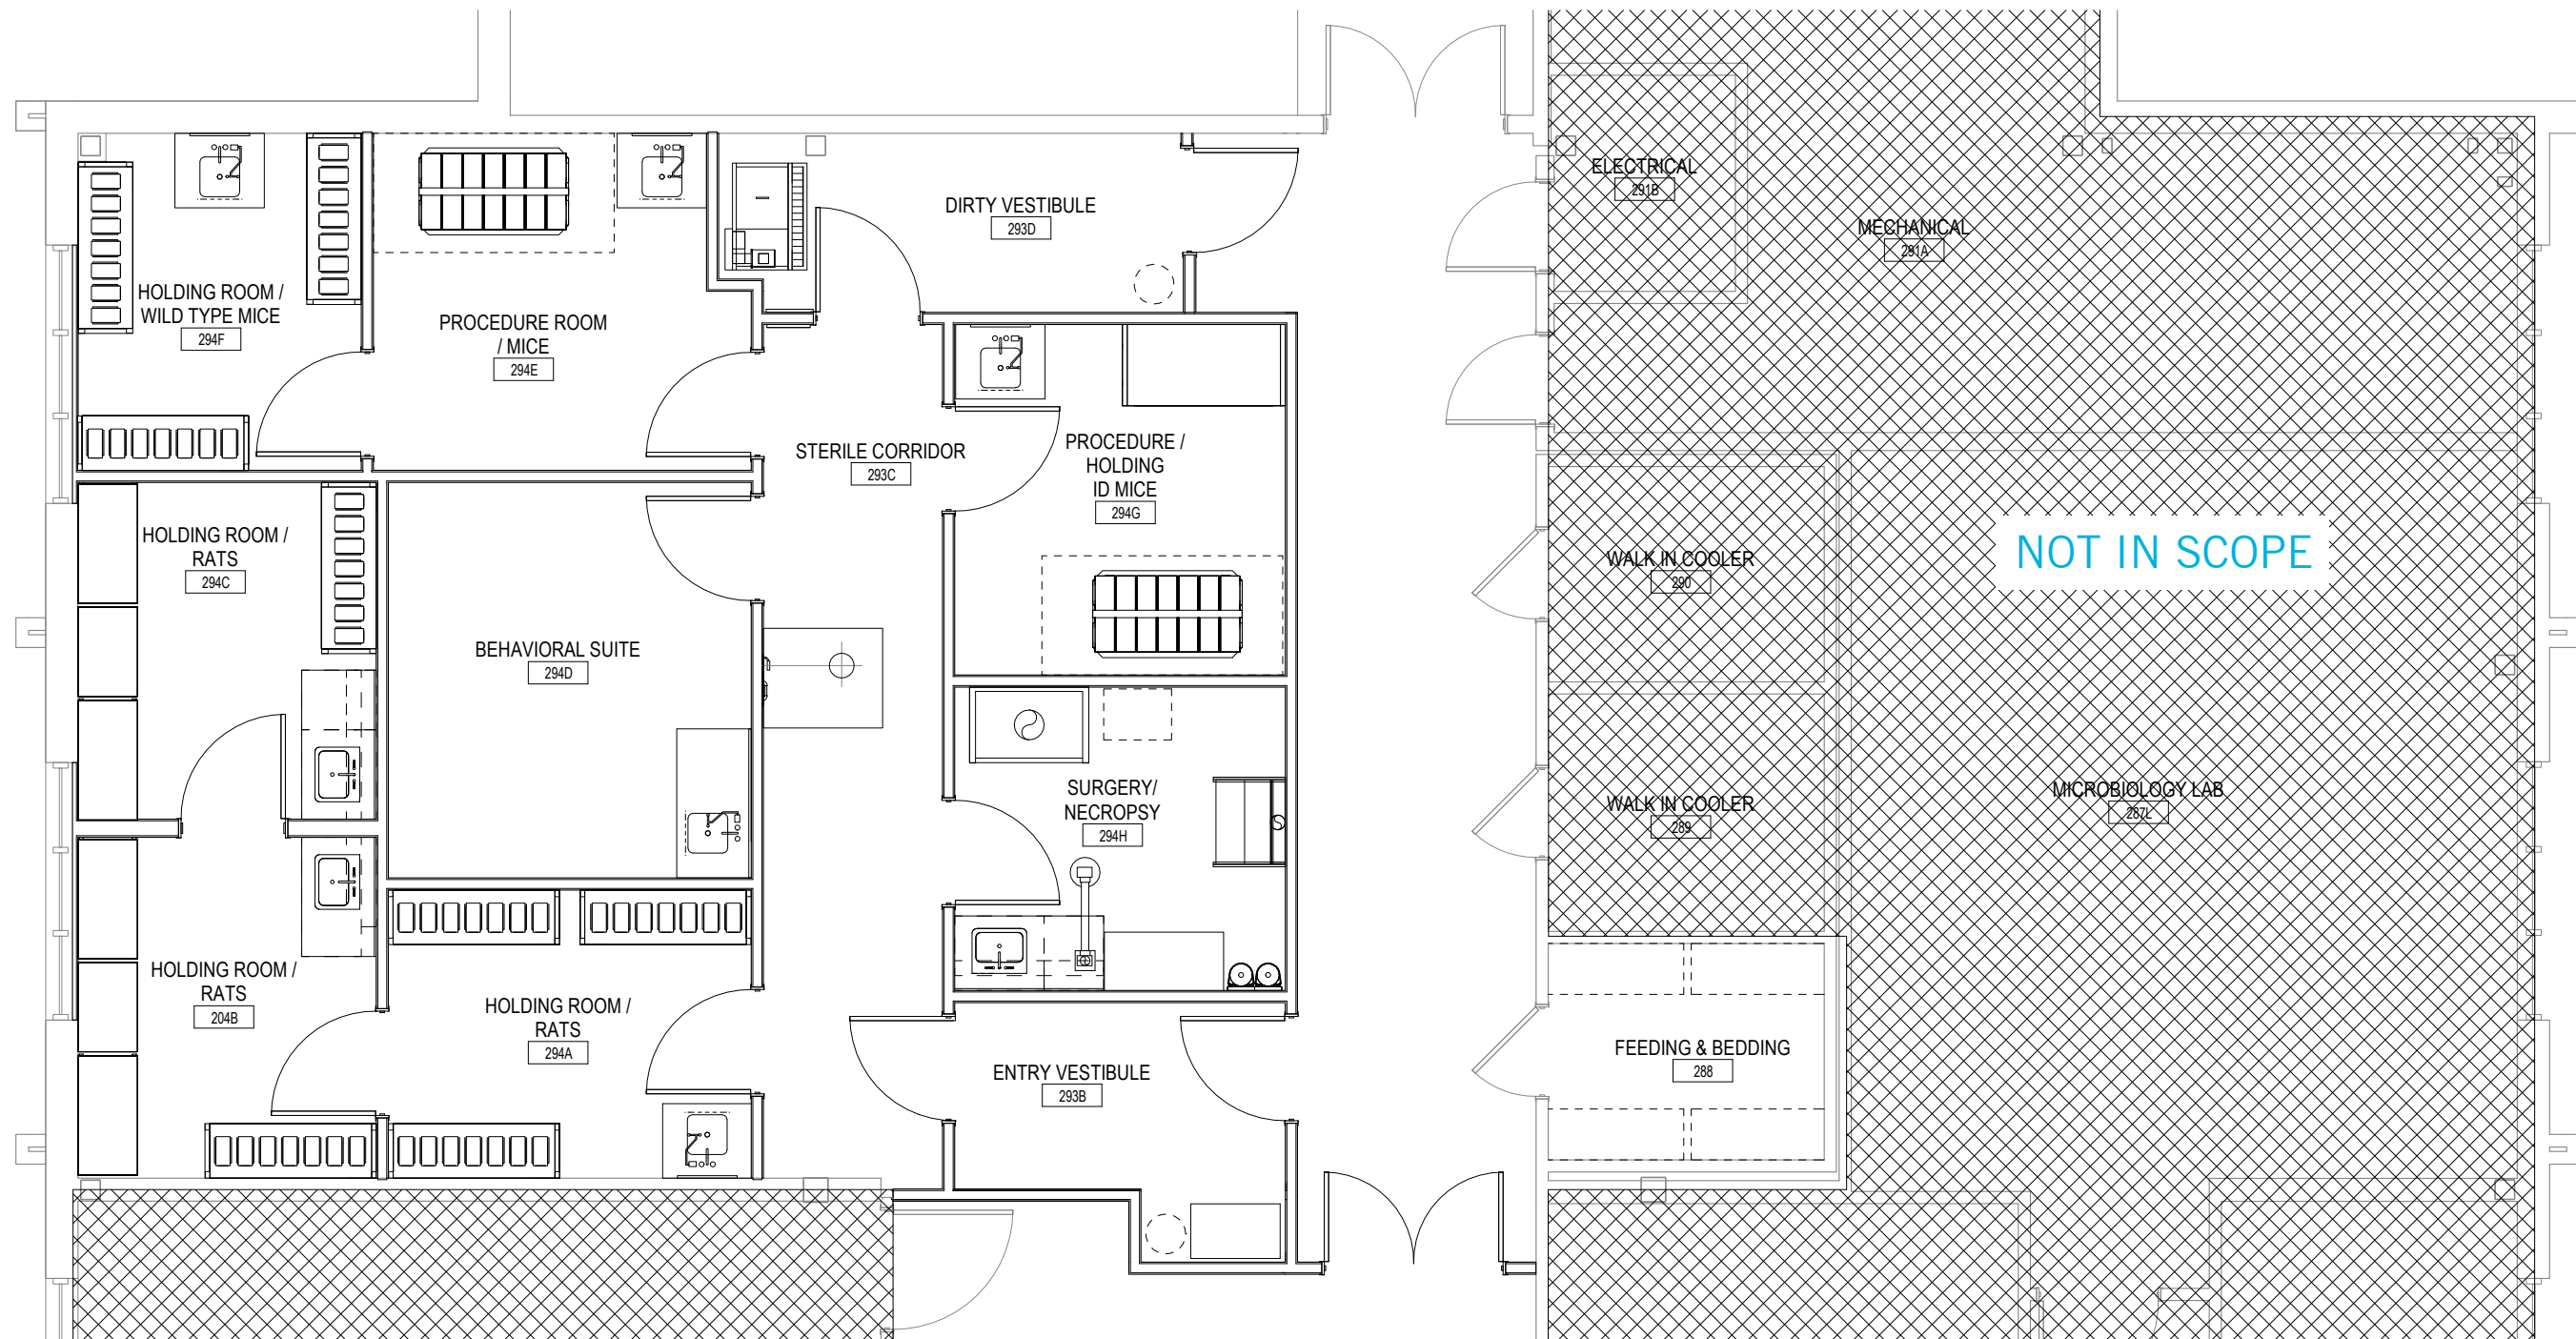 ELECTRICAL
291B
DIRTY VESTIBULE
293D
MECHANICAL
291A
HOLDING ROOM /
WILD TYPE MICE
294F
PROCEDURE ROOM
/ MICE
294E
STERILE CORRIDOR
293C
PROCEDURE /
HOLDING
ID MICE
294G
HOLDING ROOM /
RATS
294C
WALK IN COOLER
290
NOT IN SCOPE
BEHAVIORAL SUITE
294D
SURGERY/
NECROPSY
294H
WALK IN COOLER
289
MICROBIOLOGY LAB
287L
HOLDING ROOM /
RATS
204B
HOLDING ROOM /
RATS
294A
ENTRY VESTIBULE
293B
FEEDING & BEDDING
288